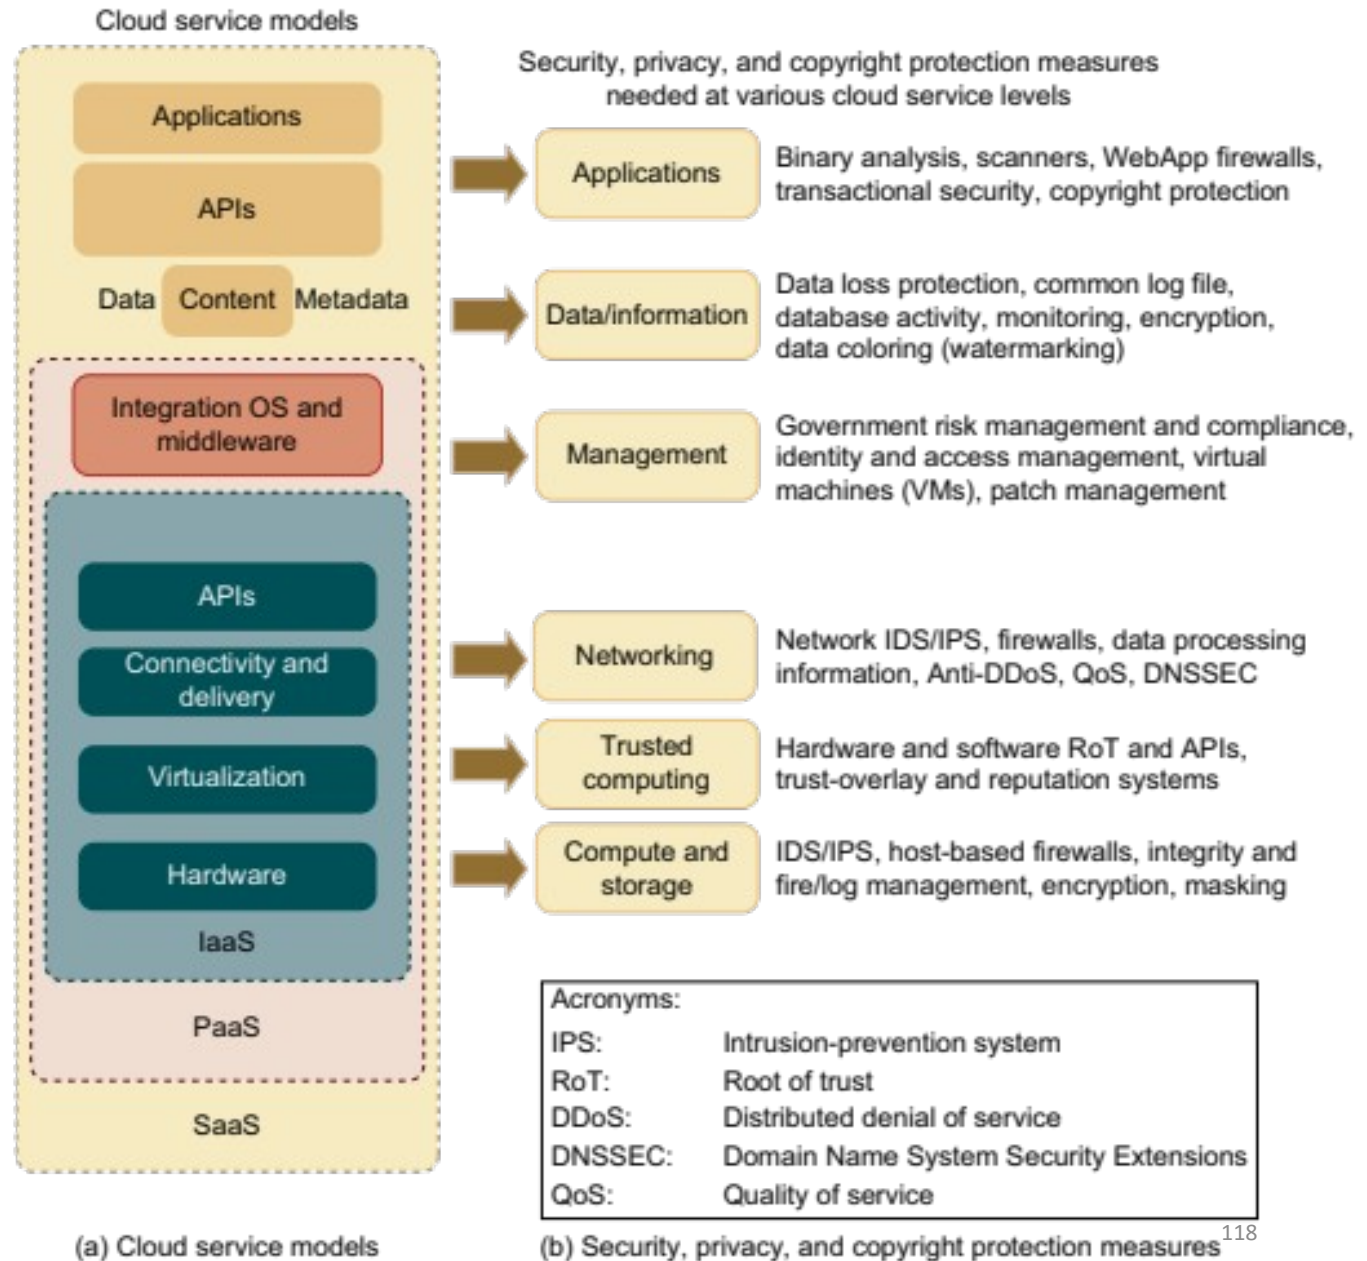 Cloud service models
Applications
APIs
Data Content Metadata
Integration OS and
middleware
APIs
Connectivity and
delivery
Virtualization
Hardware
IaaS
PaaS
SaaS
(a) Cloud service models
Security, privacy, and copyright protection measures
needed at various cloud service levels
Applications
Binary analysis, scanners, WebApp firewalls,
transactional security, copyright protection
Data/information
Data loss protection, common log file,
database activity, monitoring, encryption,
data coloring (watermarking)
Management
Government risk management and compliance,
identity and access management, virtual
machines (VMs), patch management
Networking
Network IDS/IPS, firewalls, data processing
information, Anti-DDoS, QoS, DNSSEC
Trusted
computing
Hardware and software RoT and APIs,
trust-overlay and reputation systems
Compute and
storage
IDS/IPS, host-based firewalls, integrity and
fire/log management, encryption, masking
Acronyms:
IPS: Intrusion-prevention system
RoT: Root of trust
DDoS: Distributed denial of service
DNSSEC: Domain Name System Security Extensions
QoS: Quality of service
(b) Security, privacy, and copyright protection measures
118